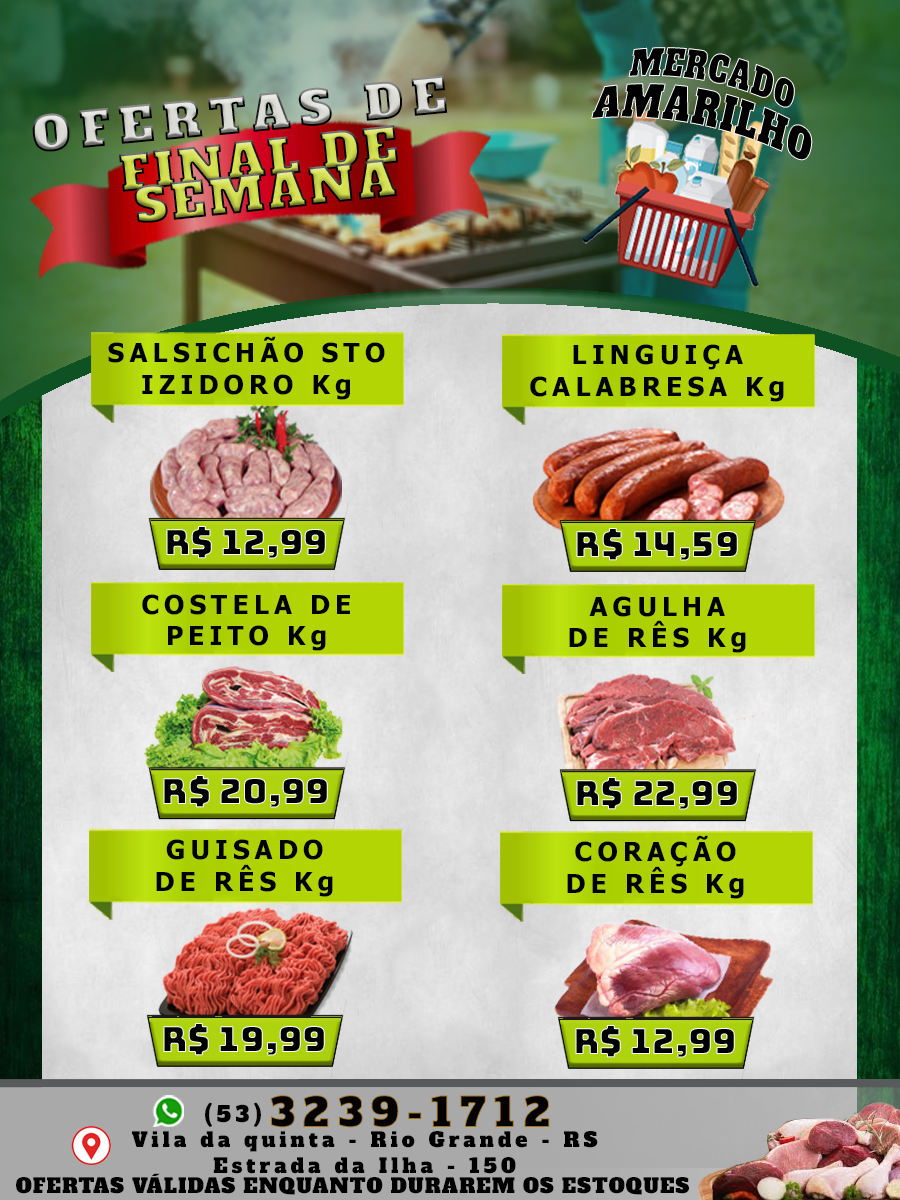 OFERTAS DE
FINAL DE
SEMANA
MERCADO
AMARILHO
SALSICHÃO STO
IZIDORO Kg
R$ 12,99
LINGUIÇA
CALABRESA Kg
R$ 14,59
COSTELA DE
PEITO Kg
R$ 20,99
AGULHA
DE RÊS Kg
R$ 22,99
GUISADO
DE RÊS Kg
R$ 19,99
CORAÇÃO
DE RÊS Kg
R$ 12,99
(53) 3239-1712
Vila da quinta - Rio Grande - RS
Estrada da Ilha - 150
OFERTAS VÁLIDAS ENQUANTO DURAREM OS ESTOQUES